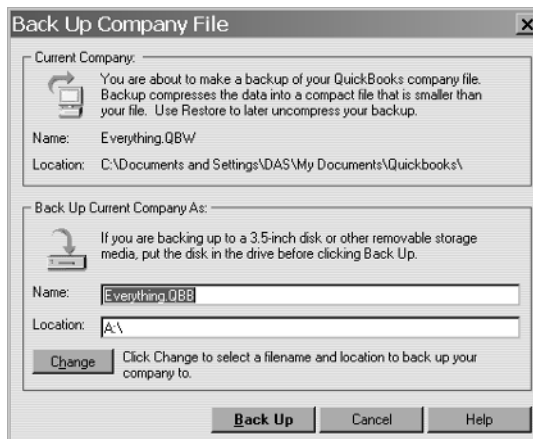 Back Up Company File
Current Company:
You are about to make a backup of your QuickBooks company file.
Backup compresses the data into a compact file that is smaller than
your file. Use Restore to later uncompress your backup.
Name: Everything.QBW
Location: C:\Documents and Settings\DAS\My Documents\Quickbooks\
Back Up Current Company As:
If you are backing up to a 3.5-inch disk or other removable storage
media, put the disk in the drive before clicking Back Up.
Name: Everything.QBB
Location: A:\
Change Click Change to select a filename and location to back up your
company to.
Back Up Cancel Help